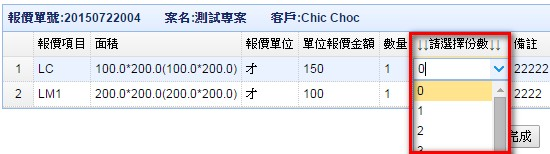 報價單號:20150722004 案名:測試專案 客戶:Chic Choc
報價項目 面積 報價單位 單位報價金額 數量 ↓↑請選擇份數↓↑ 備註
1 LC 100.0*200.0(100.0*200.0) 才 150 1 0 22222
2 LM1 200.0*200.0(200.0*200.0) 才 100 1 2222
0
1
2
完成